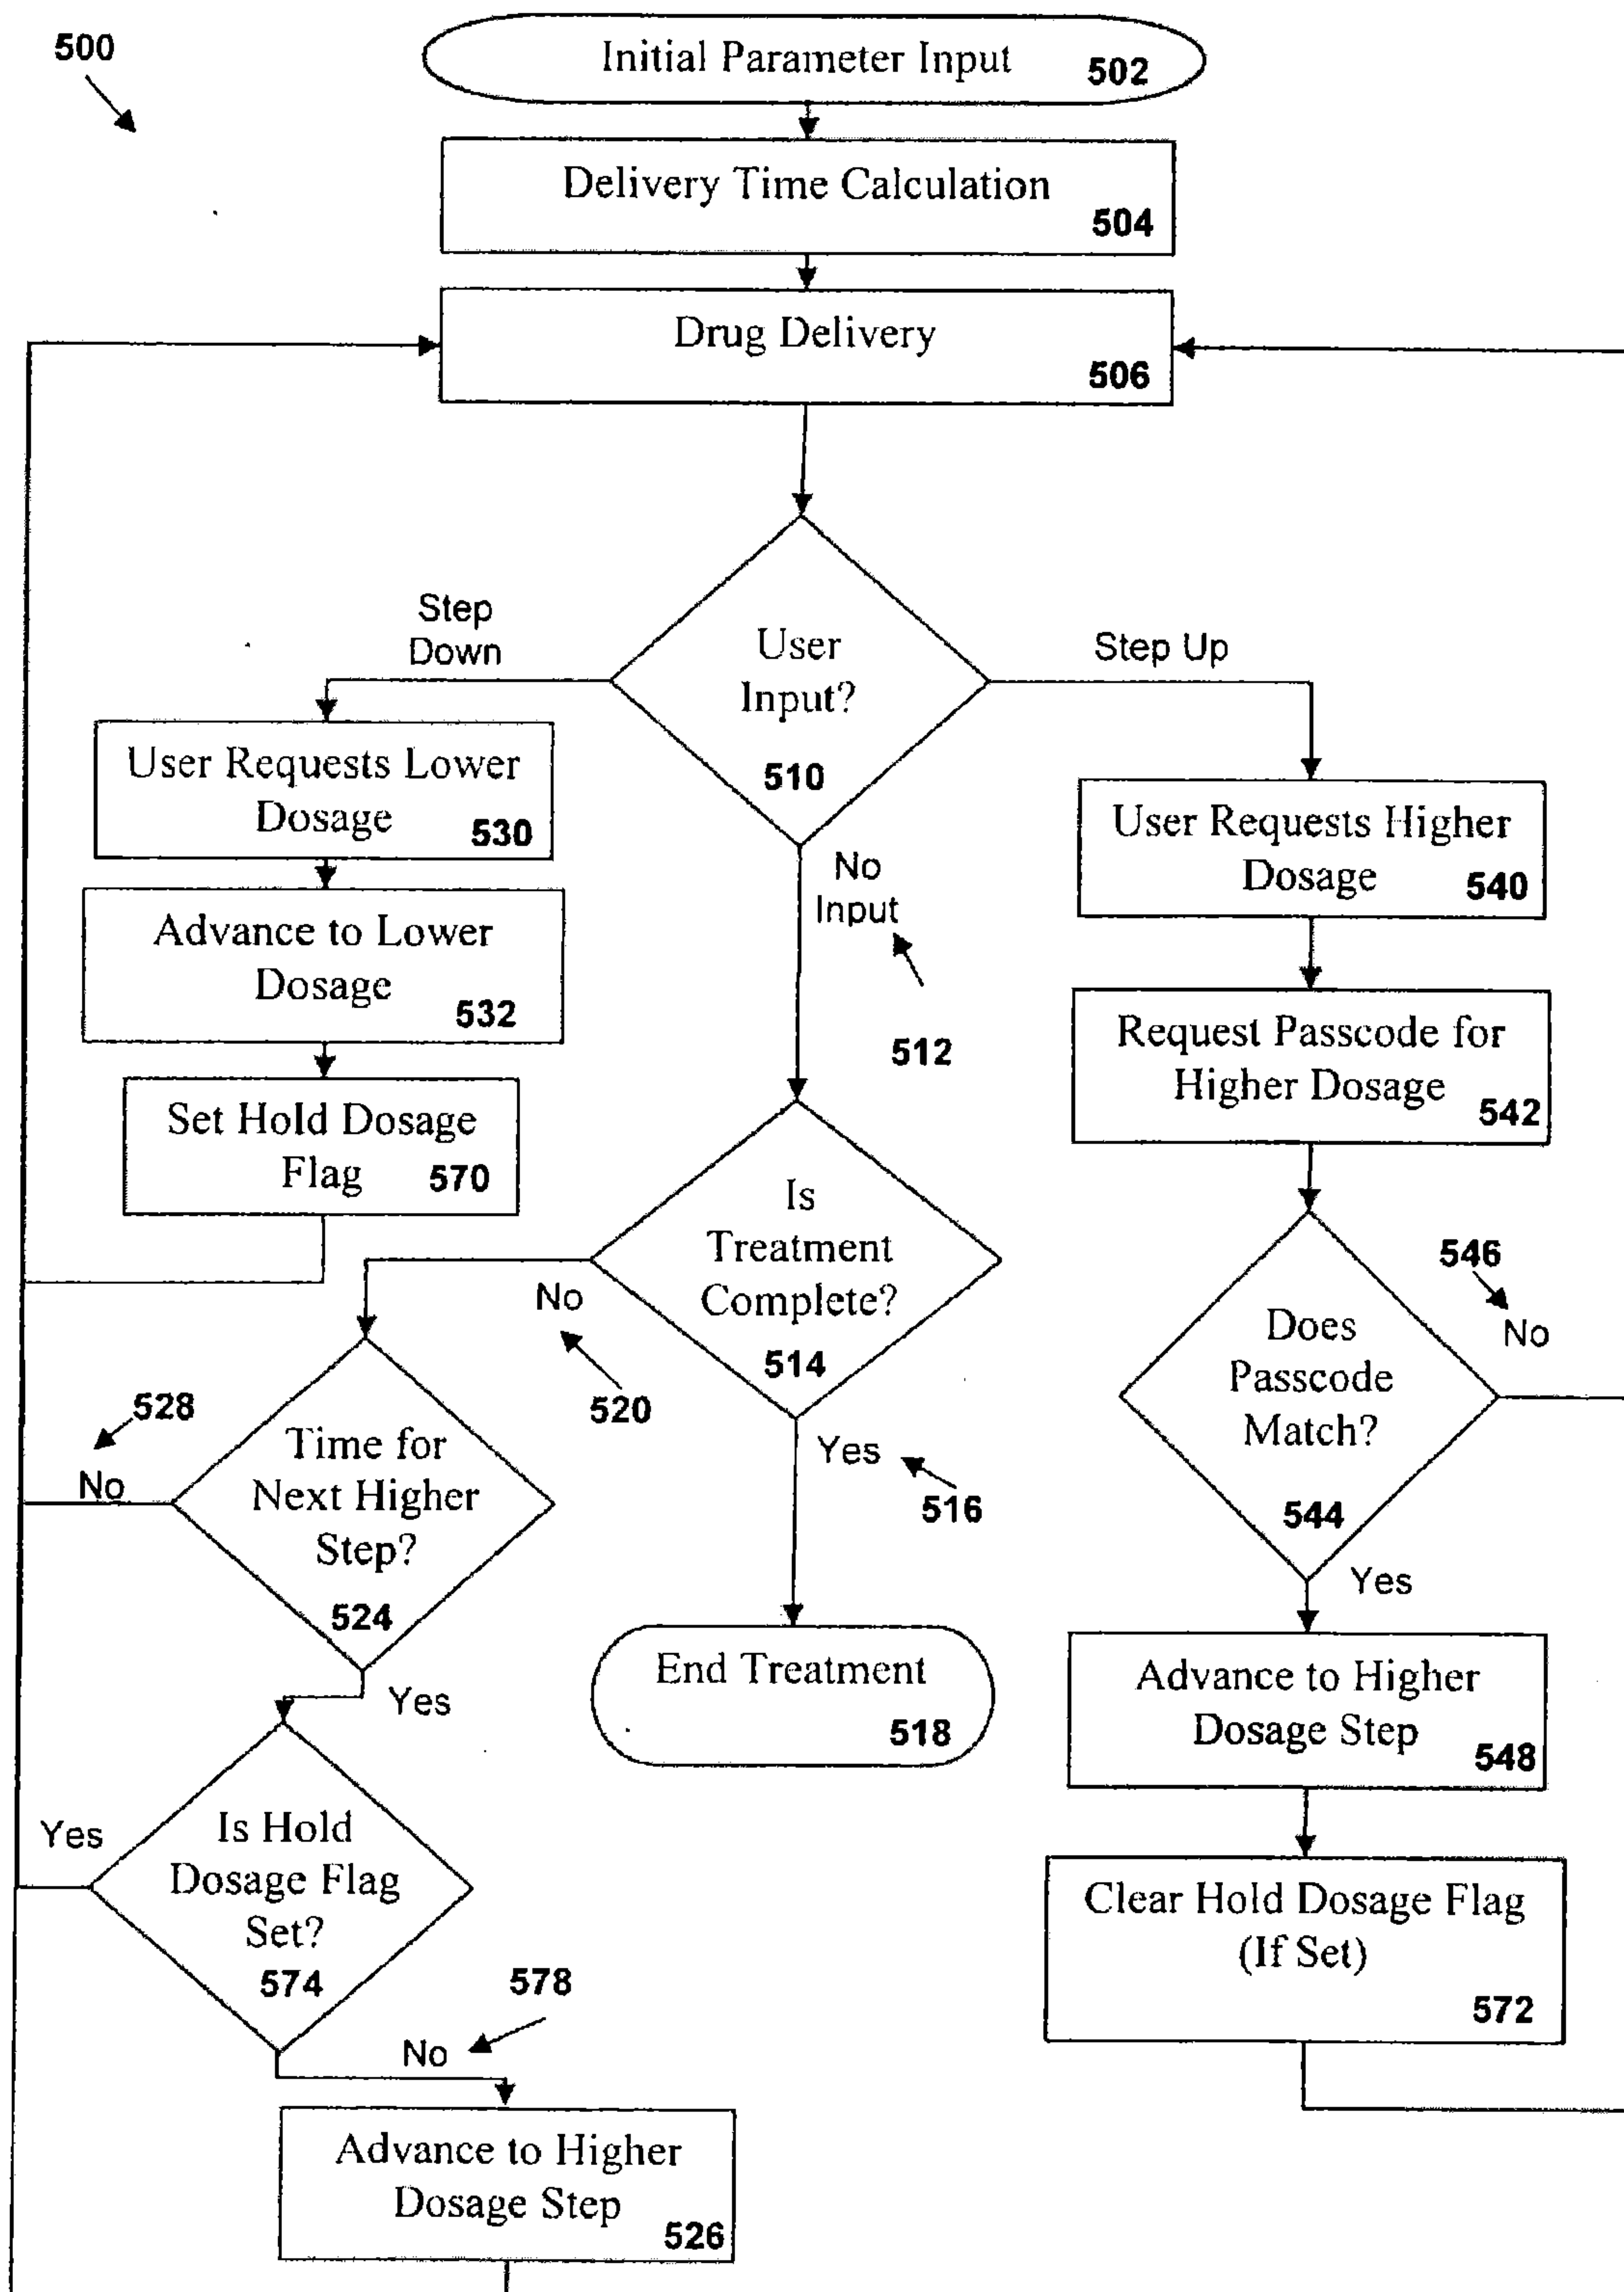 500
Initial Parameter Input 502
Delivery Time Calculation
504
Drug Delivery
506
Step
Down
User
Input?
510
Step Up
User Requests Lower
Dosage 530
Advance to Lower
Dosage
532
Set Hold Dosage
Flag 570
No
Input
512
User Requests Higher
Dosage 540
Request Passcode for
Higher Dosage 542
Is
Treatment
Complete?
514
No
520
Yes
516
End Treatment
518
546
No
Does
Passcode
Match?
544
Yes
528
No
Time for
Next Higher
Step?
524
Yes
Advance to Higher
Dosage Step
548
Yes
Is Hold
Dosage Flag
Set?
574
578
No
Clear Hold Dosage Flag
(If Set)
572
Advance to Higher
Dosage Step
526